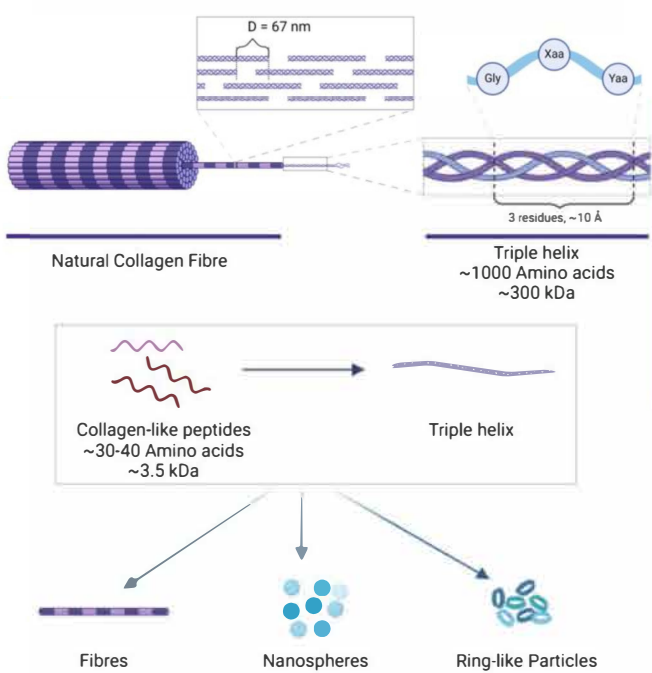 D = 67 nm
Gly
Xaa
Yaa
3 residues, ~10 Å
Natural Collagen Fibre
Triple helix
~1000 Amino acids
~300 kDa
Collagen-like peptides
~30-40 Amino acids
~3.5 kDa
Triple helix
Fibres
Nanospheres
Ring-like Particles